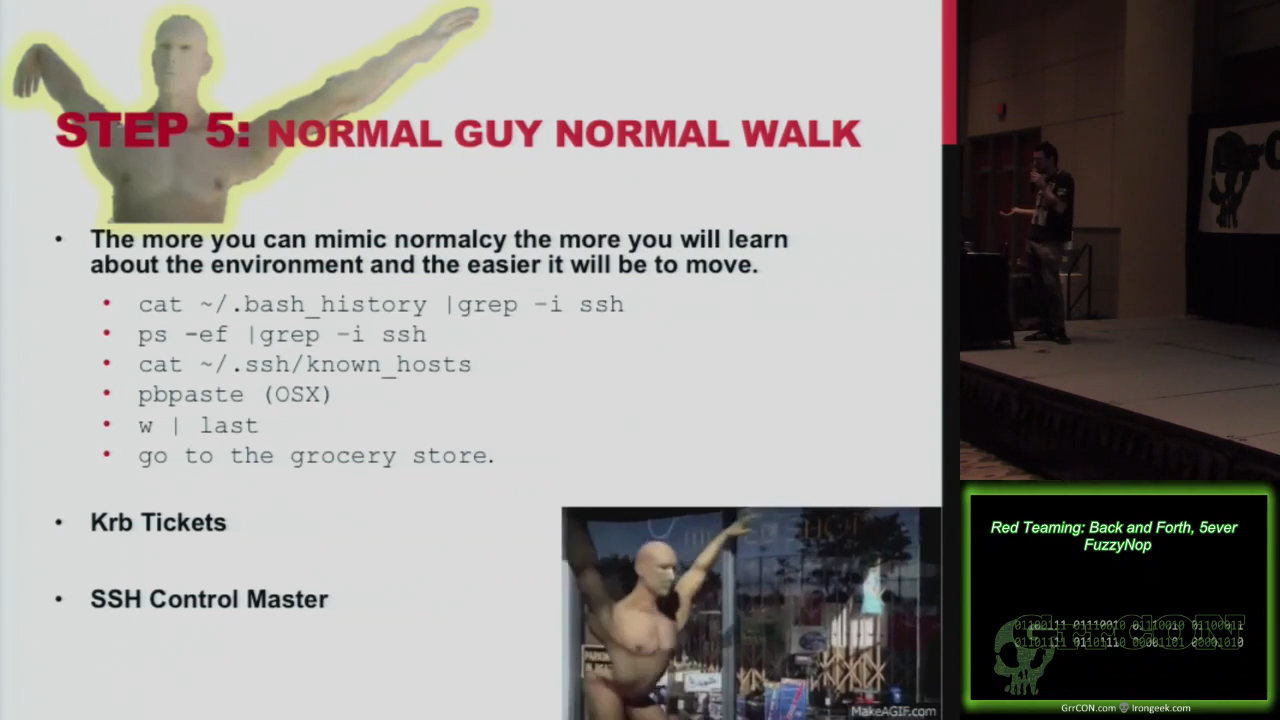 STEP 5: NORMAL GUY NORMAL WALK
• The more you can mimic normalcy the more you will learn
about the environment and the easier it will be to move.
• cat ~/.bash_history |grep -i ssh
• ps -ef |grep -i ssh
• cat ~/.ssh/known_hosts
• pbpaste (OSX)
• w | last
• go to the grocery store.
• Krb Tickets
• SSH Control Master
MakeAGIF.com
Red Teaming: Back and Forth, 5ever
FuzzyNop
GrrCON
GrrCON.com Irongeek.com